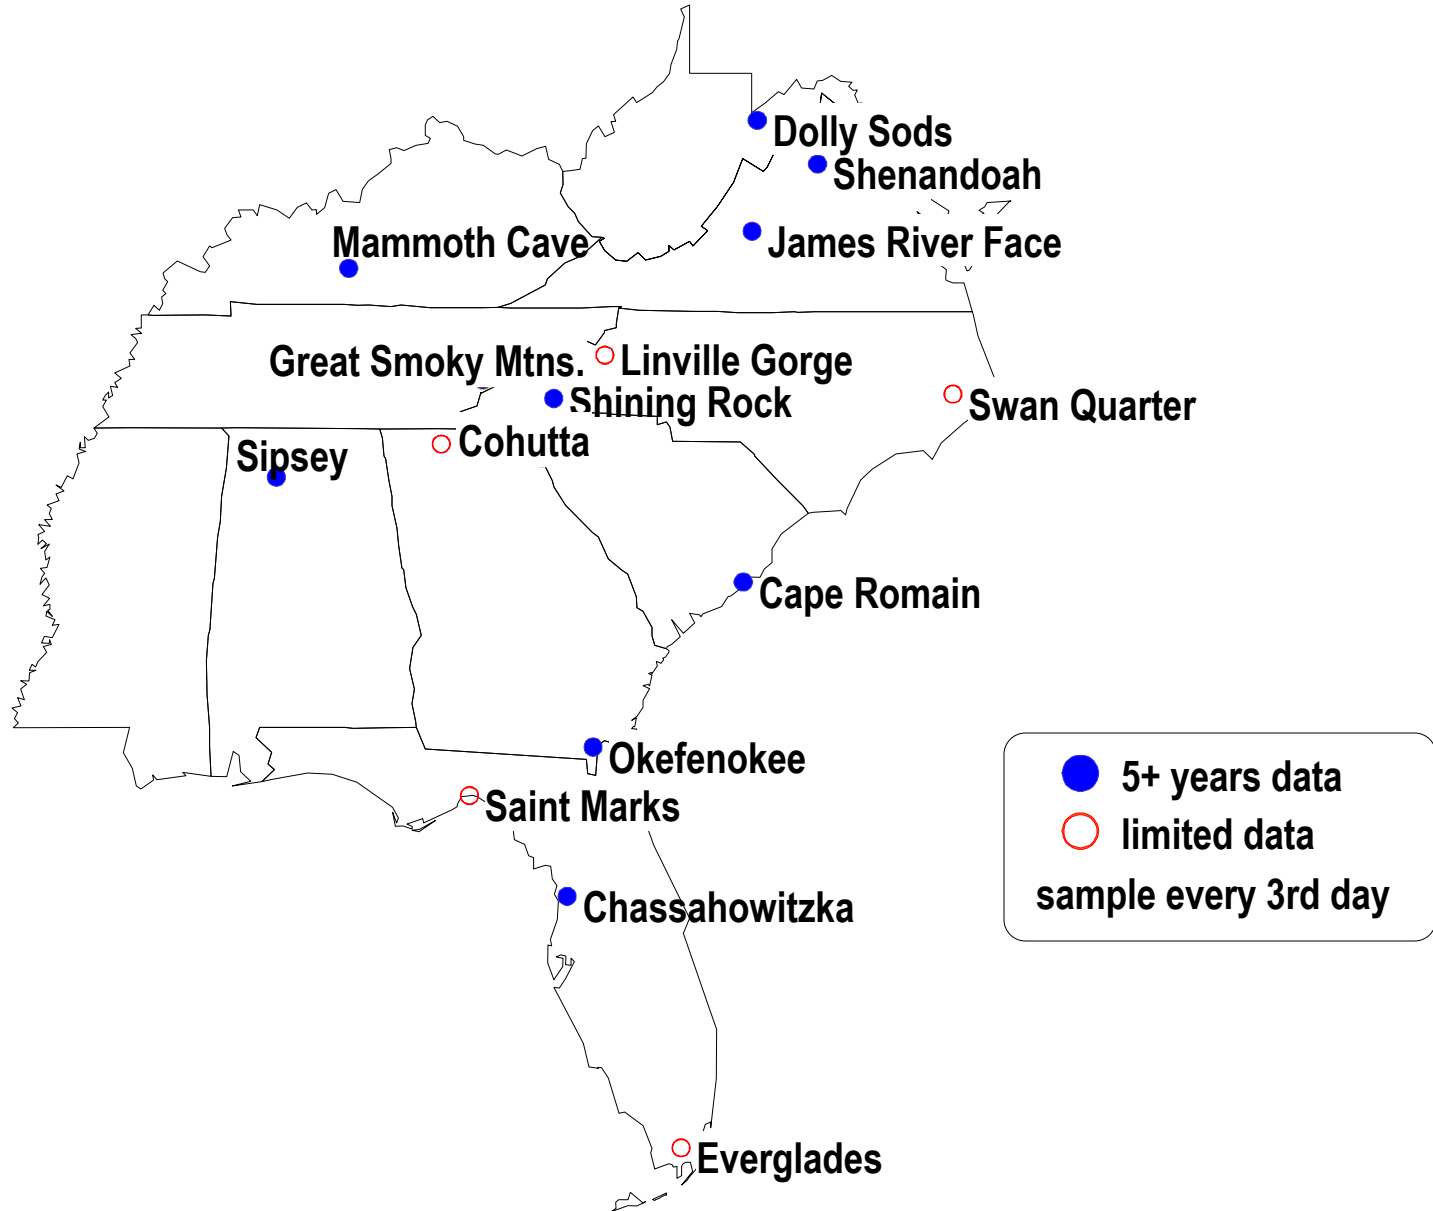 Dolly Sods
Shenandoah
James River Face
Mammoth Cave
Great Smoky Mtns.
Linville Gorge
Shining Rock
Swan Quarter
Cohutta
Sipsey
Cape Romain
Okefenokee
Saint Marks
Chassahowitzka
Everglades
5+ years data
limited data
sample every 3rd day